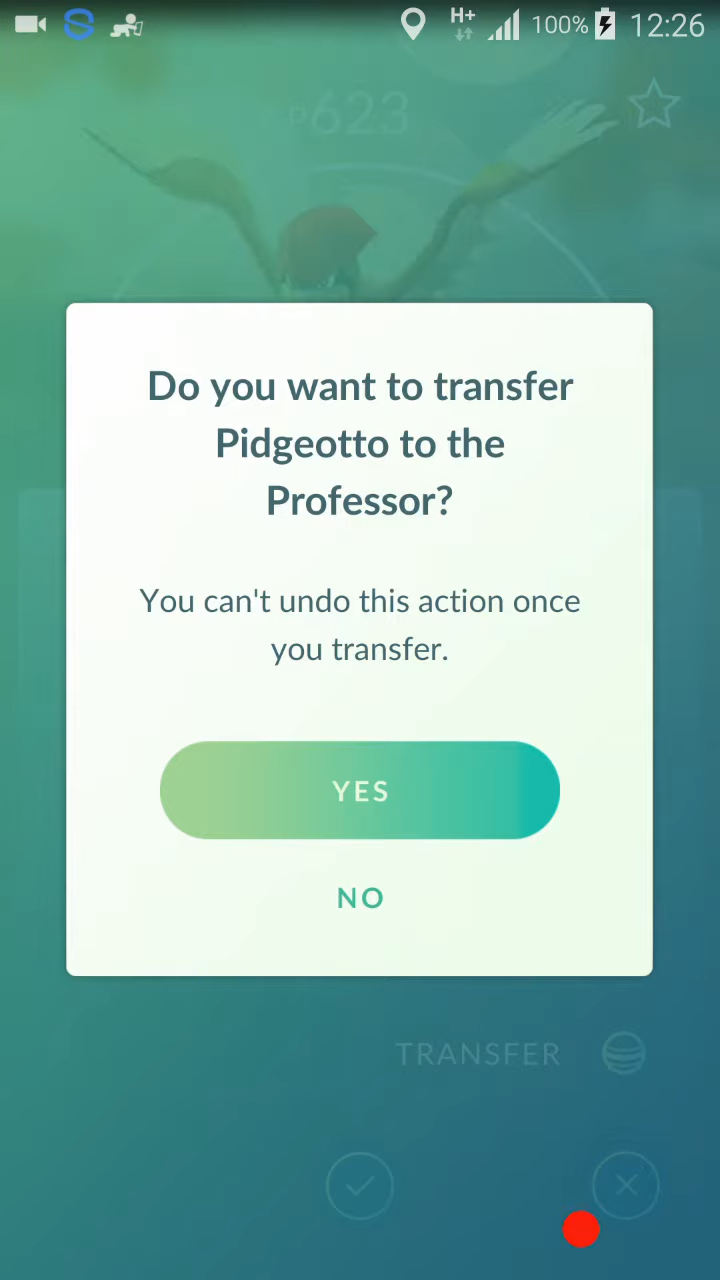 H+ 100% 12:26
CP623
Do you want to transfer
Pidgeotto to the
Professor?
You can't undo this action once
you transfer.
YES
NO
TRANSFER